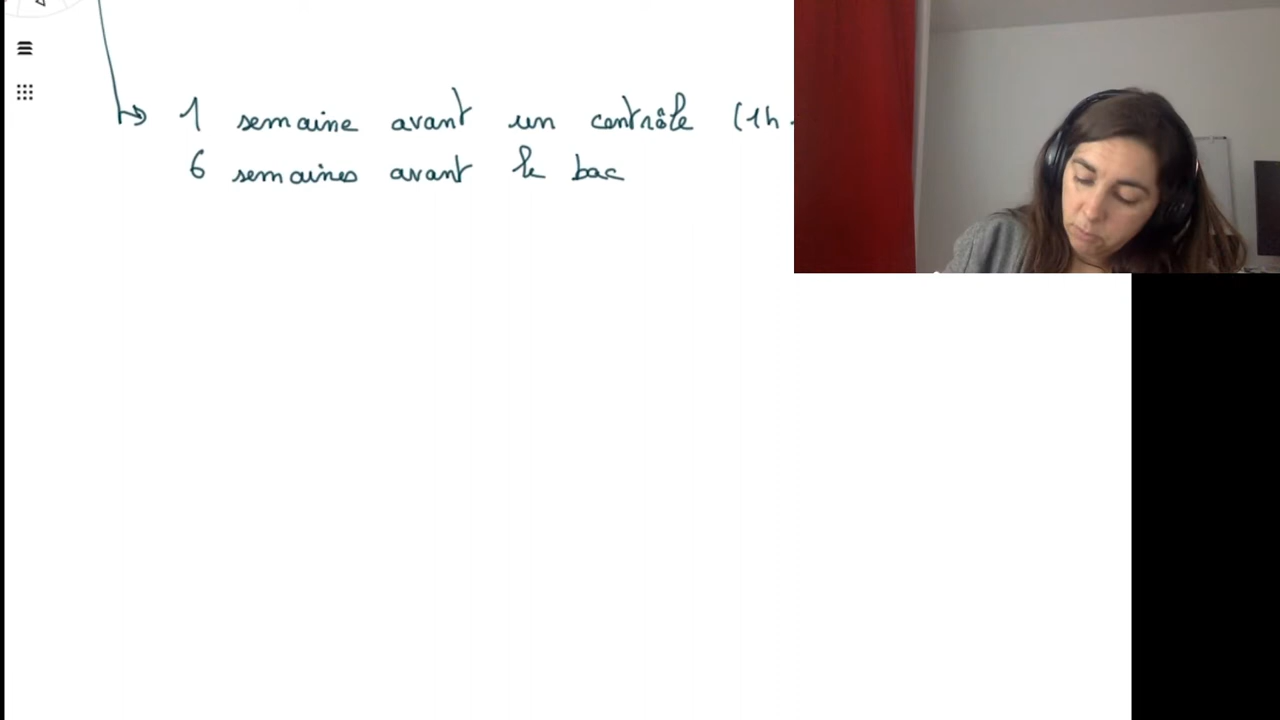 1 semaine avant un contrôle (1h
6 semaines avant le bac